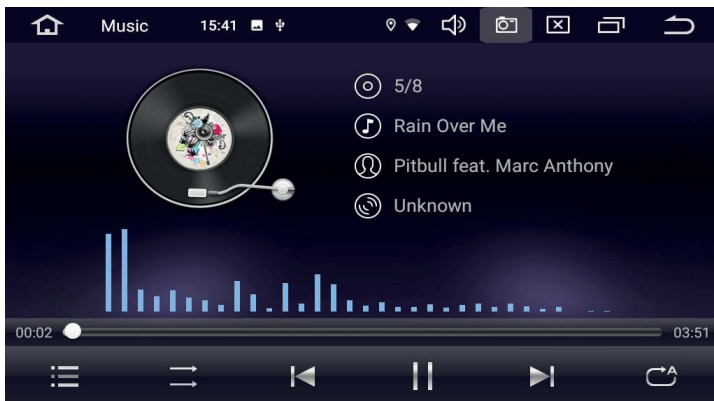 Music 15:41
5/8
Rain Over Me
Pitbull feat. Marc Anthony
Unknown
00:02 03:51
A